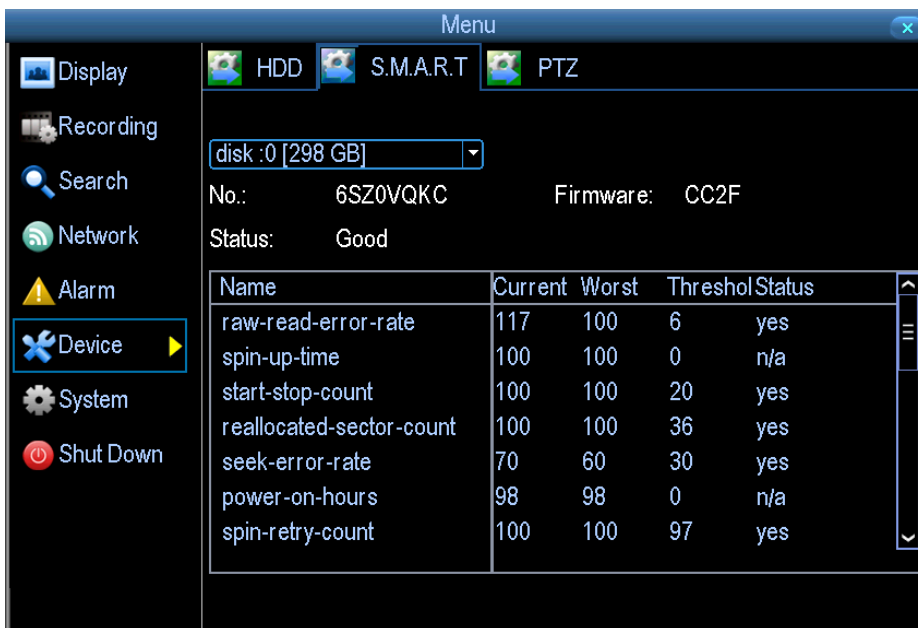 Menu
Display
Recording
Search
Network
Alarm
Device
System
Shut Down
HDD S.M.A.R.T PTZ
disk :0 [298 GB]
No.: 6SZ0VQKC Firmware: CC2F
Status: Good
Name Current Worst Threshol Status
raw-read-error-rate 117 100 6 yes
spin-up-time 100 100 0 n/a
start-stop-count 100 100 20 yes
reallocated-sector-count 100 100 36 yes
seek-error-rate 70 60 30 yes
power-on-hours 98 98 0 n/a
spin-retry-count 100 100 97 yes